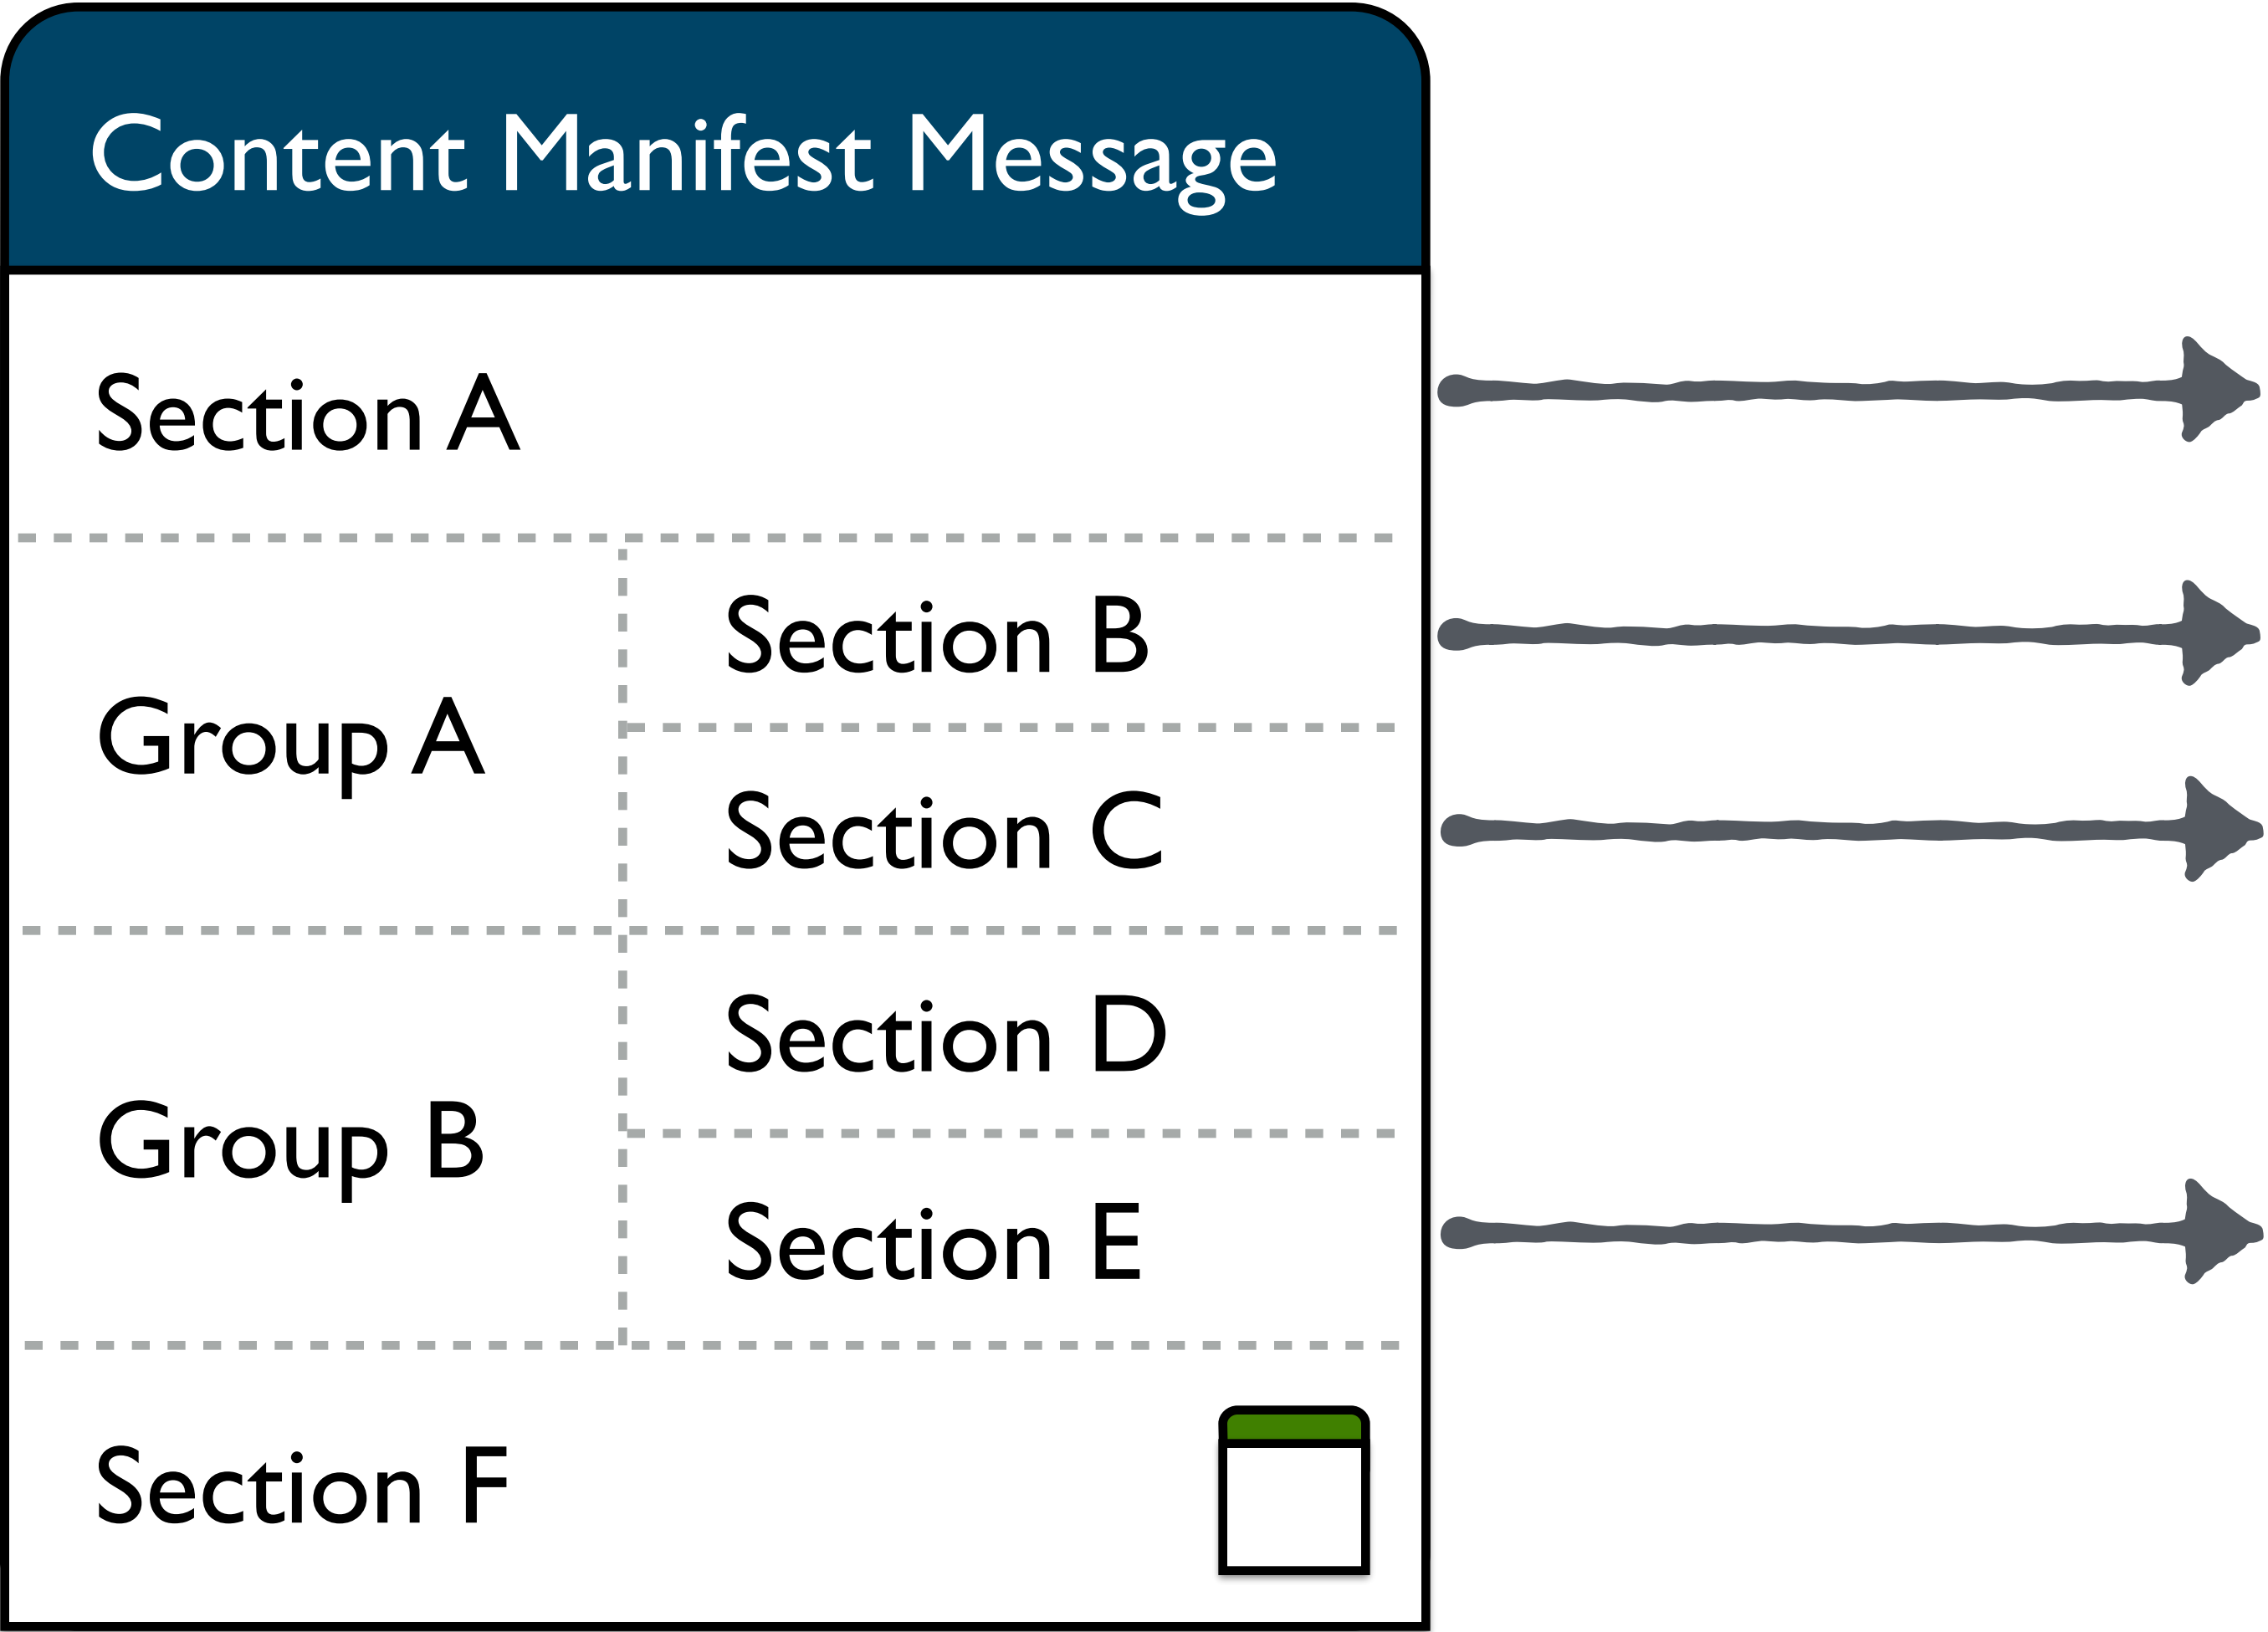 Content Manifest Message
Section A
Group A
Section B
Section C
Group B
Section D
Section E
Section F